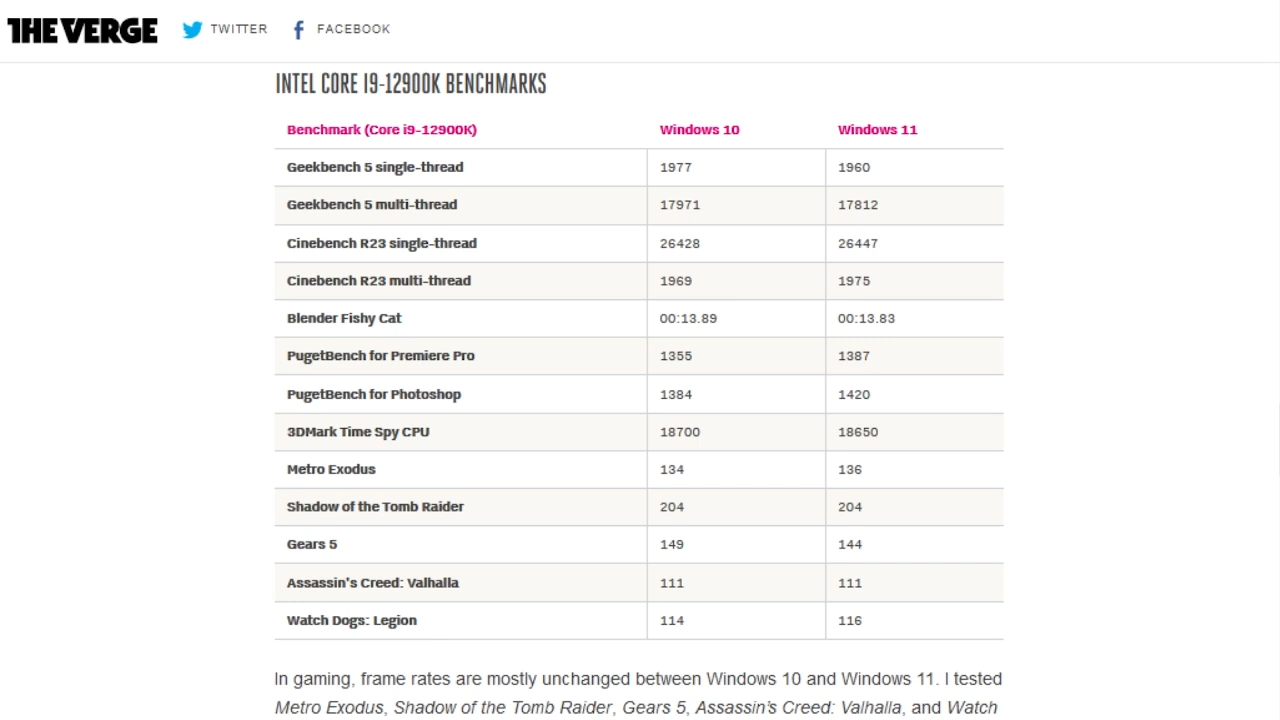 THE VERGE TWITTER FACEBOOK
INTEL CORE I9-12900K BENCHMARKS
Benchmark (Core i9-12900K) Windows 10 Windows 11
Geekbench 5 single-thread 1977 1960
Geekbench 5 multi-thread 17971 17812
Cinebench R23 single-thread 26428 26447
Cinebench R23 multi-thread 1969 1975
Blender Fishy Cat 00:13.89 00:13.83
PugetBench for Premiere Pro 1355 1387
PugetBench for Photoshop 1384 1420
3DMark Time Spy CPU 18700 18650
Metro Exodus 134 136
Shadow of the Tomb Raider 204 204
Gears 5 149 144
Assassin's Creed: Valhalla 111 111
Watch Dogs: Legion 114 116
In gaming, frame rates are mostly unchanged between Windows 10 and Windows 11. I tested
Metro Exodus, Shadow of the Tomb Raider, Gears 5, Assassin's Creed: Valhalla, and Watch